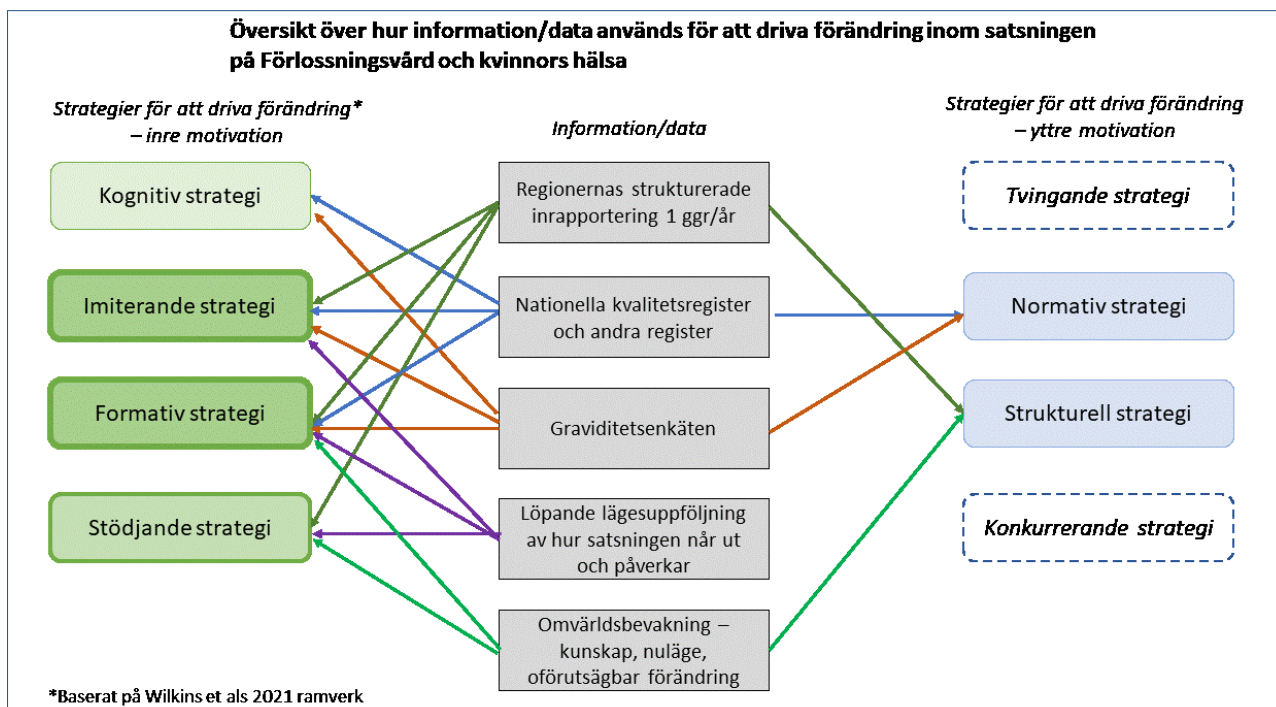 Översikt över hur information/data används för att driva förändring inom satsningen
på Förlossningsvård och kvinnors hälsa
Strategier för att driva förändring*
– inre motivation
Kognitiv strategi
Imiterande strategi
Formativ strategi
Stödjande strategi
Information/data
Regionernas strukturerade
inrapportering 1 ggr/år
Nationella kvalitetsregister
och andra register
Graviditetsenkäten
Löpande lägesuppföljning
av hur satsningen når ut
och påverkar
Omvärldsbevakning –
kunskap, nuläge,
oförutsägbar förändring
Strategier för att driva förändring
– yttre motivation
Tvingande strategi
Normativ strategi
Strukturell strategi
Konkurrerande strategi
*Baserat på Wilkins et als 2021 ramverk